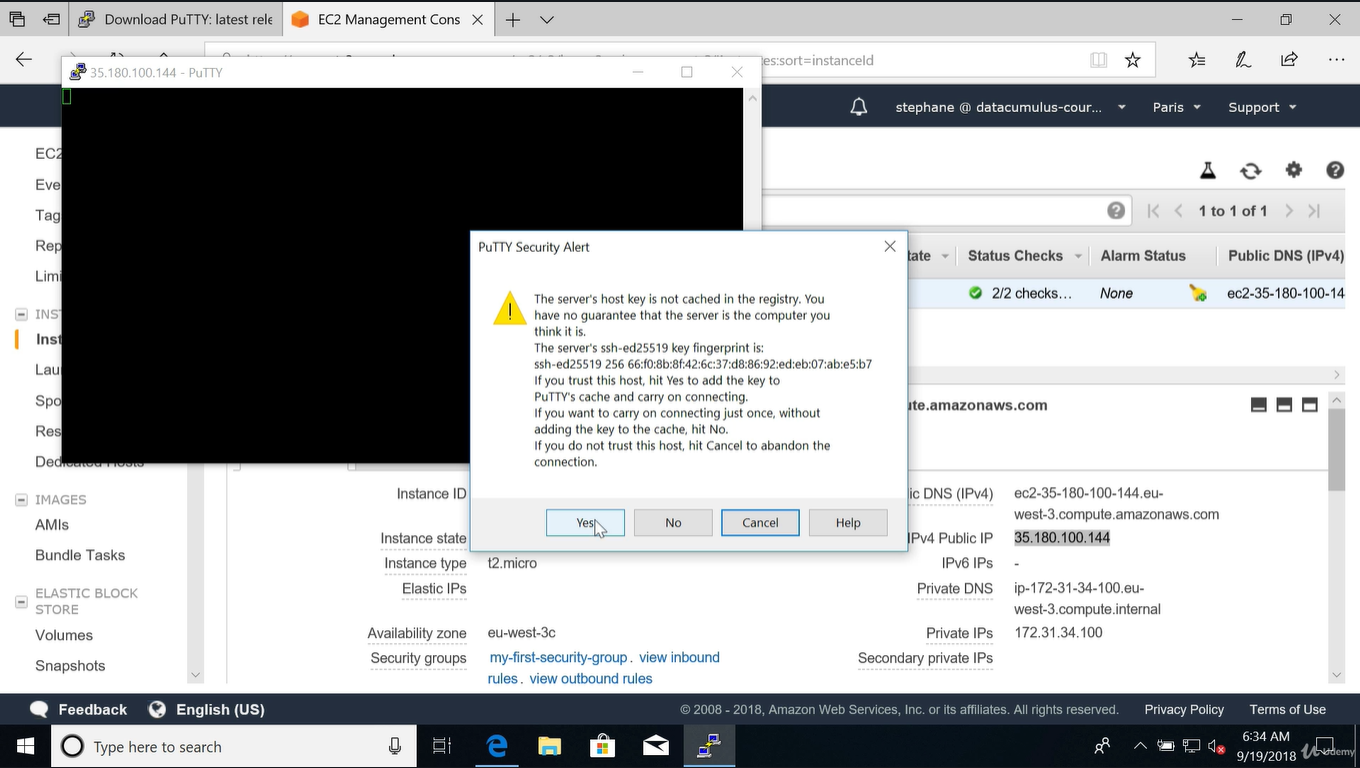 Download PuTTY: latest rele
EC2 Management Cons
es:sort=instanceId
35.180.100.144 - PuTTY
stephane @ datacumulus-cour...
Paris
Support
EC2
Eve
Tag
Rep
Limi
INST
Inst
Lau
Spo
Res
Dedicated Hosts
IMAGES
AMIs
Bundle Tasks
ELASTIC BLOCK
STORE
Volumes
Snapshots
1 to 1 of 1
tate
Status Checks
Alarm Status
Public DNS (IPv4)
2/2 checks...
None
ec2-35-180-100-14
PuTTY Security Alert
The server's host key is not cached in the registry. You
have no guarantee that the server is the computer you
think it is.
The server's ssh-ed25519 key fingerprint is:
ssh-ed25519 256 66:f0:8b:8f:42:6c:37:d8:86:92:ed:eb:07:ab:e5:b7
If you trust this host, hit Yes to add the key to
PuTTY's cache and carry on connecting.
If you want to carry on connecting just once, without
adding the key to the cache, hit No.
If you do not trust this host, hit Cancel to abandon the
connection.
Yes
No
Cancel
Help
ute.amazonaws.com
Instance ID
Instance state
Instance type
t2.micro
Elastic IPs
Availability zone
eu-west-3c
Security groups
my-first-security-group. view inbound
rules. view outbound rules
ic DNS (IPv4)
ec2-35-180-100-144.eu-
west-3.compute.amazonaws.com
IPv4 Public IP
35.180.100.144
IPv6 IPs
-
Private DNS
ip-172-31-34-100.eu-
west-3.compute.internal
Private IPs
172.31.34.100
Secondary private IPs
Feedback
English (US)
© 2008 - 2018, Amazon Web Services, Inc. or its affiliates. All rights reserved.
Privacy Policy
Terms of Use
Type here to search
6:34 AM
9/19/2018
Udemy